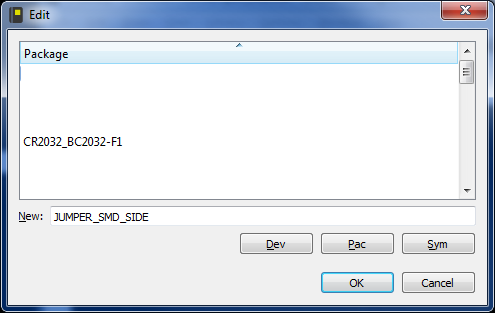 Edit
Package
CR2032_BC2032-F1
New: JUMPER_SMD_SIDE
Dev Pac Sym
OK Cancel